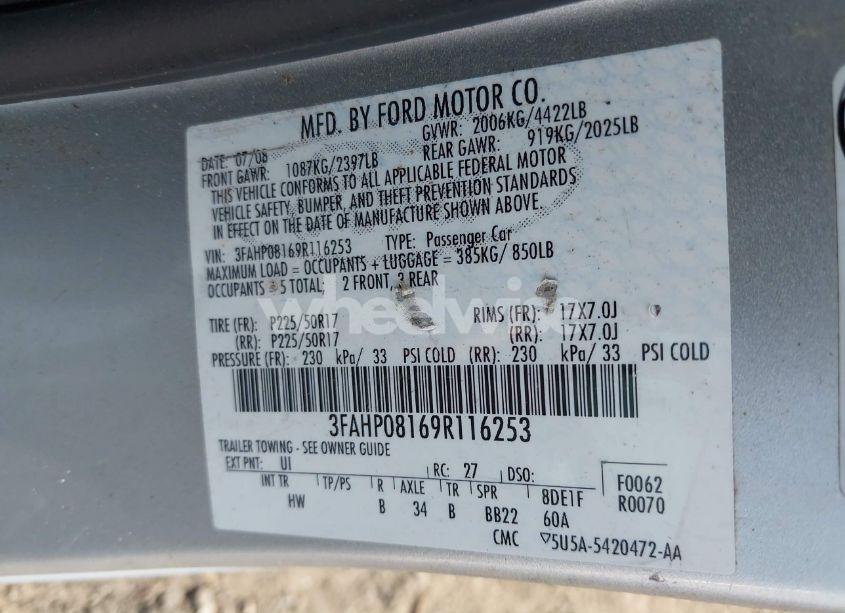 MFD. BY FORD MOTOR CO.
DATE: 07/08 GVWR: 2006KG/4422LB
FRONT GAWR: 1087KG/2397LB REAR GAWR: 919KG/2025LB
THIS VEHICLE CONFORMS TO ALL APPLICABLE FEDERAL MOTOR
VEHICLE SAFETY, BUMPER, AND THEFT PREVENTION STANDARDS
IN EFFECT ON THE DATE OF MANUFACTURE SHOWN ABOVE.
VIN: 3FAHP08169R116253 TYPE: Passenger Car
MAXIMUM LOAD = OCCUPANTS + LUGGAGE = 385KG/ 850LB
OCCUPANTS = 5 TOTAL: 2 FRONT, 3 REAR
wheelwise
TIRE (FR): P225/50R17 RIMS (FR): 17X7.0J
(RR): P225/50R17 (RR): 17X7.0J
PRESSURE (FR): 230 kPa/ 33 PSI COLD (RR): 230 kPa/ 33 PSI COLD
3FAHP08169R116253
TRAILER TOWING - SEE OWNER GUIDE
EXT PNT: UI RC: 27 DSO: F0062
INT TR TP/PS R AXLE TR SPR 8DE1F R0070
HW B 34 B BB22 60A
CMC ▽5U5A-5420472-AA